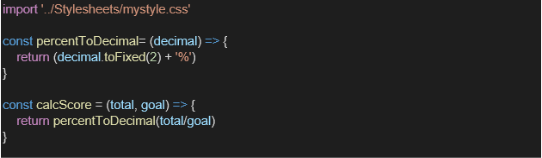 import '../Stylesheets/mystyle.css'
const percentToDecimal= (decimal) => {
return (decimal.toFixed(2) + '%')
}
const calcScore = (total, goal) => {
return percentToDecimal(total/goal)
}